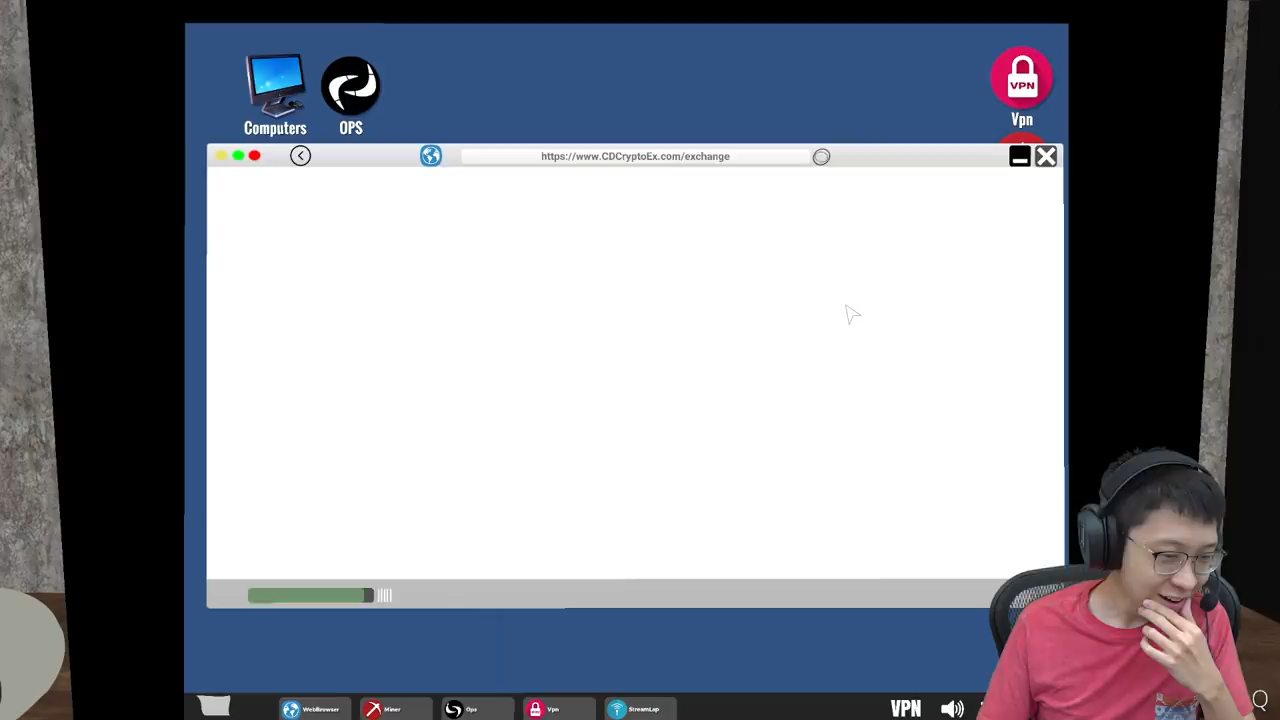 VPN
Computers
OPS
Vpn
https://www.CDCryptoEx.com/exchange
WebBrowser
Miner
Ops
Vpn
StreamLap
VPN
Q